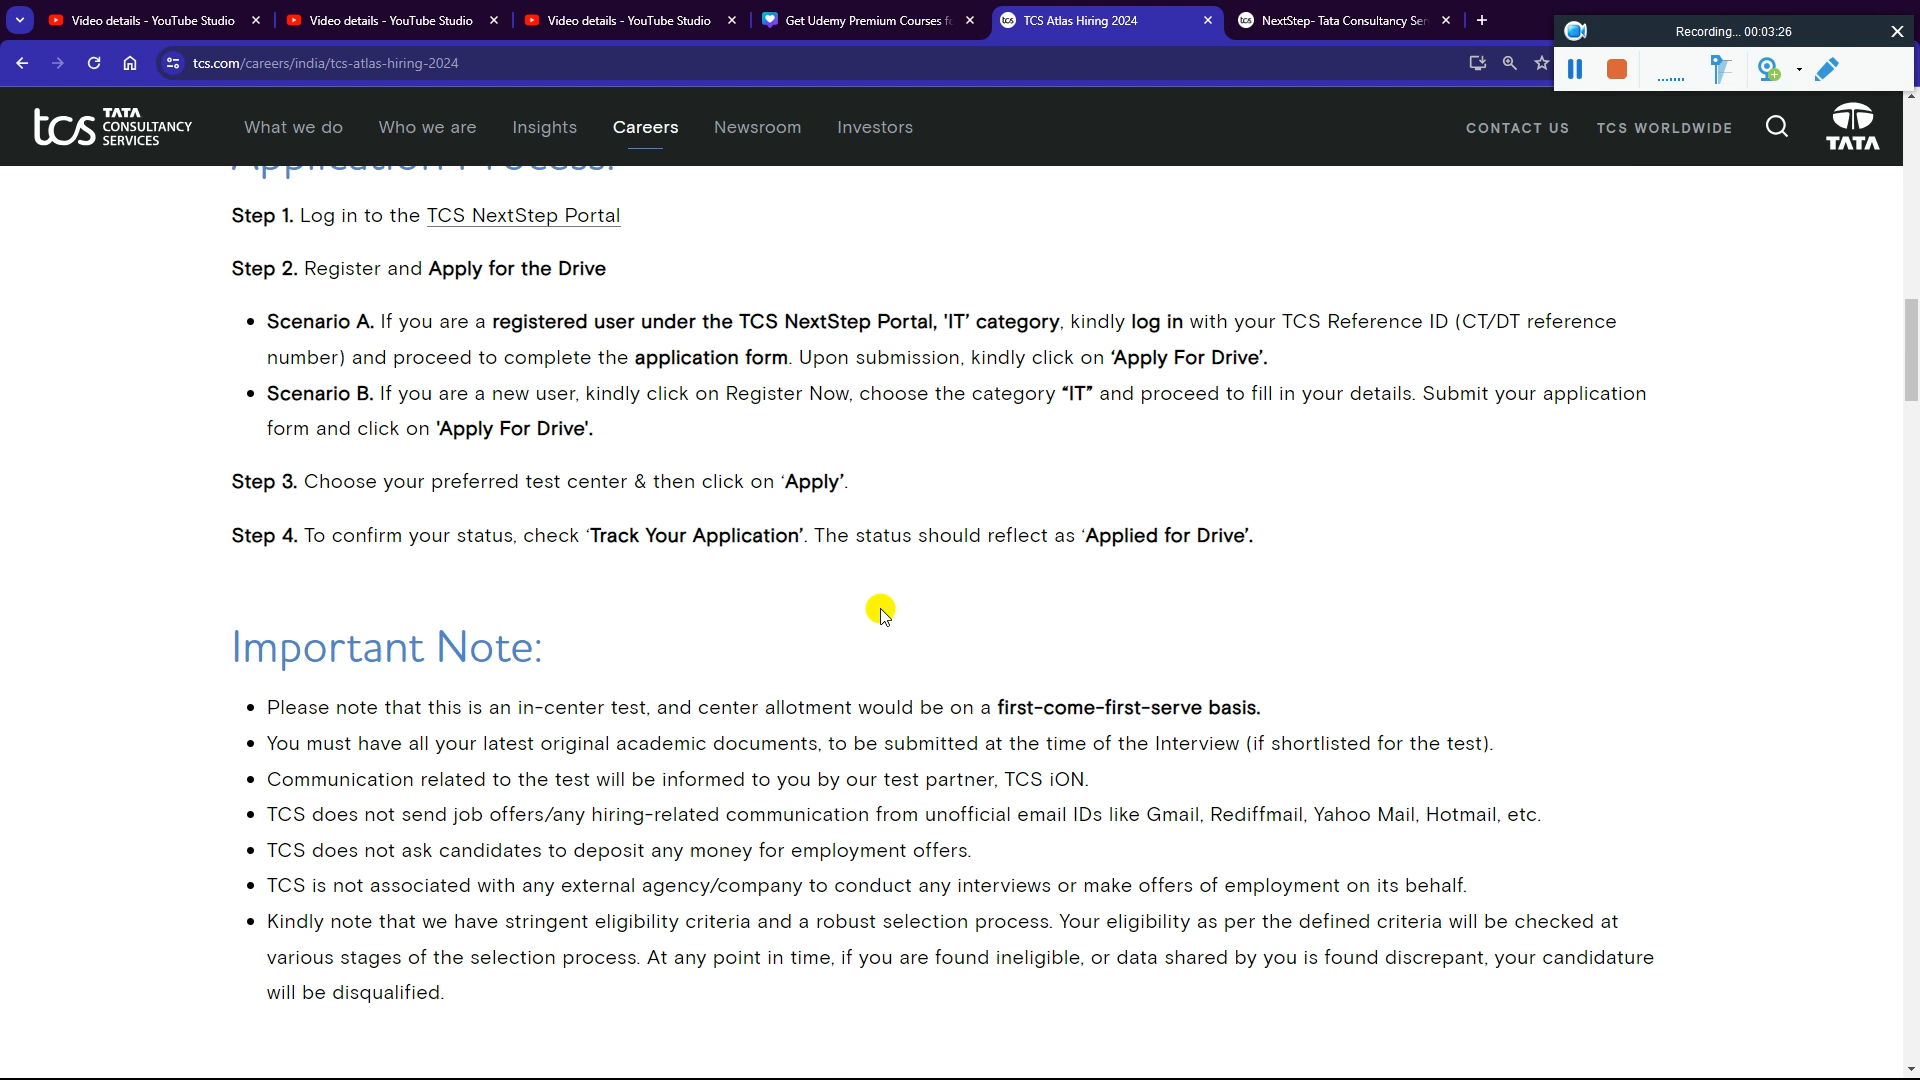 Video details - YouTube Studio
Video details - YouTube Studio
Video details - YouTube Studio
Get Udemy Premium Courses f
TCS Atlas Hiring 2024
NextStep- Tata Consultancy Ser
Recording... 00:03:26
tcs.com/careers/india/tcs-atlas-hiring-2024
tcs TATA CONSULTANCY SERVICES
What we do
Who we are
Insights
Careers
Newsroom
Investors
CONTACT US
TCS WORLDWIDE
TATA
Application Process:
Step 1. Log in to the TCS NextStep Portal
Step 2. Register and Apply for the Drive
• Scenario A. If you are a registered user under the TCS NextStep Portal, 'IT' category, kindly log in with your TCS Reference ID (CT/DT reference
number) and proceed to complete the application form. Upon submission, kindly click on ‘Apply For Drive’.
• Scenario B. If you are a new user, kindly click on Register Now, choose the category “IT” and proceed to fill in your details. Submit your application
form and click on 'Apply For Drive'.
Step 3. Choose your preferred test center & then click on ‘Apply’.
Step 4. To confirm your status, check ‘Track Your Application’. The status should reflect as ‘Applied for Drive’.
Important Note:
• Please note that this is an in-center test, and center allotment would be on a first-come-first-serve basis.
• You must have all your latest original academic documents, to be submitted at the time of the Interview (if shortlisted for the test).
• Communication related to the test will be informed to you by our test partner, TCS iON.
• TCS does not send job offers/any hiring-related communication from unofficial email IDs like Gmail, Rediffmail, Yahoo Mail, Hotmail, etc.
• TCS does not ask candidates to deposit any money for employment offers.
• TCS is not associated with any external agency/company to conduct any interviews or make offers of employment on its behalf.
• Kindly note that we have stringent eligibility criteria and a robust selection process. Your eligibility as per the defined criteria will be checked at
various stages of the selection process. At any point in time, if you are found ineligible, or data shared by you is found discrepant, your candidature
will be disqualified.